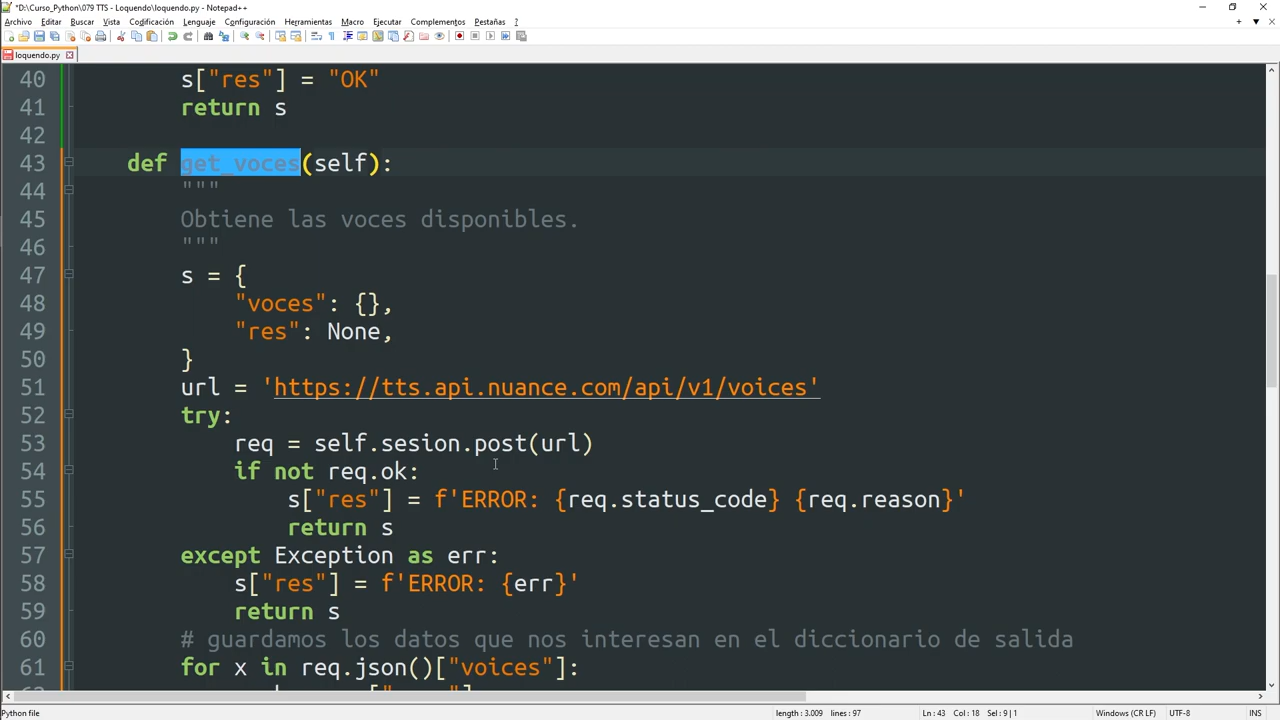 *D:\Curso_Python\079 TTS - Loquendo\loquendo.py - Notepad++
Archivo Editar Buscar Vista Codificación Lenguaje Configuración Herramientas Macro Ejecutar Complementos Pestañas ?
loquendo.py
40 s["res"] = "OK"
41 return s
42
43 def get_voces(self):
44 """
45 Obtiene las voces disponibles.
46 """
47 s = {
48 "voces": {},
49 "res": None,
50 }
51 url = 'https://tts.api.nuance.com/api/v1/voices'
52 try:
53 req = self.sesion.post(url)
54 if not req.ok:
55 s["res"] = f'ERROR: {req.status_code} {req.reason}'
56 return s
57 except Exception as err:
58 s["res"] = f'ERROR: {err}'
59 return s
60 # guardamos los datos que nos interesan en el diccionario de salida
61 for x in req.json()["voices"]:
Python file length : 3.009 lines : 97 Ln : 43 Col : 18 Sel : 9 | 1 Windows (CR LF) UTF-8 INS